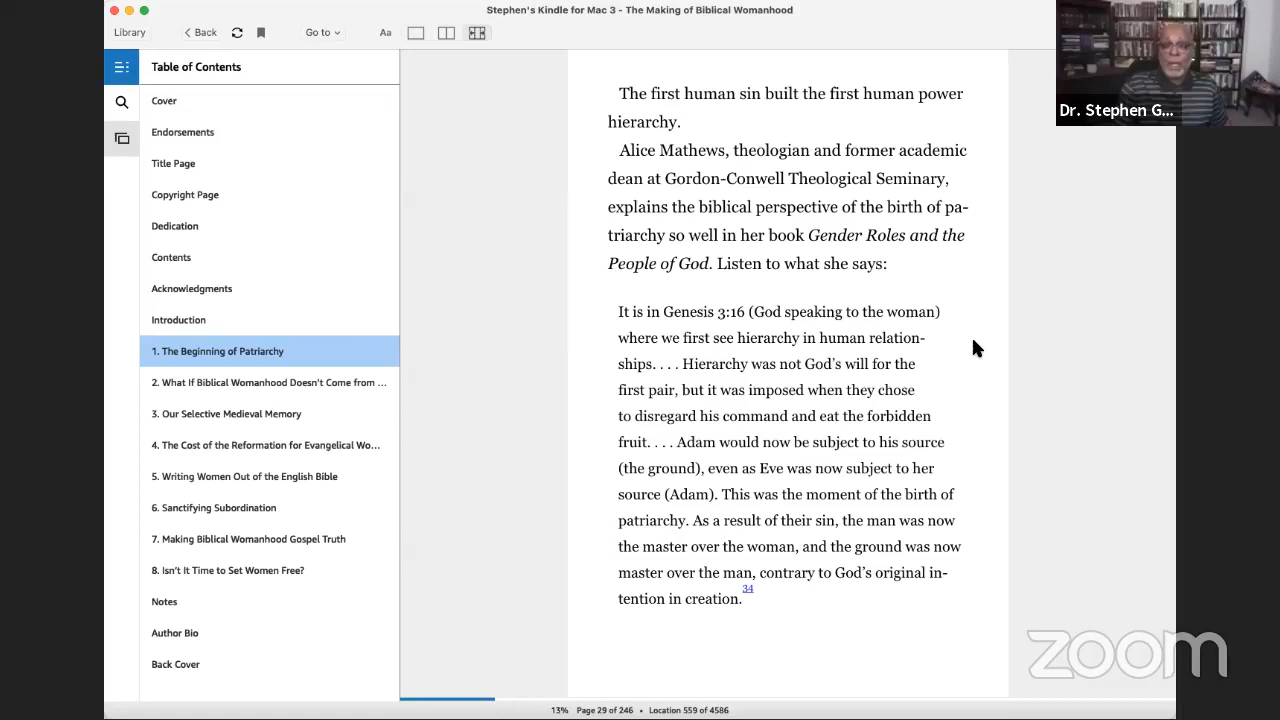 Stephen's Kindle for Mac 3 - The Making of Biblical Womanhood
Library
Back
Go to
Aa
Dr. Stephen G...
Table of Contents
Cover
Endorsements
Title Page
Copyright Page
Dedication
Contents
Acknowledgments
Introduction
1. The Beginning of Patriarchy
2. What If Biblical Womanhood Doesn't Come from ...
3. Our Selective Medieval Memory
4. The Cost of the Reformation for Evangelical Wo...
5. Writing Women Out of the English Bible
6. Sanctifying Subordination
7. Making Biblical Womanhood Gospel Truth
8. Isn't It Time to Set Women Free?
Notes
Author Bio
Back Cover
The first human sin built the first human power
hierarchy.
Alice Mathews, theologian and former academic
dean at Gordon-Conwell Theological Seminary,
explains the biblical perspective of the birth of pa-
triarchy so well in her book Gender Roles and the
People of God. Listen to what she says:
It is in Genesis 3:16 (God speaking to the woman)
where we first see hierarchy in human relation-
ships. . . . Hierarchy was not God's will for the
first pair, but it was imposed when they chose
to disregard his command and eat the forbidden
fruit. . . . Adam would now be subject to his source
(the ground), even as Eve was now subject to her
source (Adam). This was the moment of the birth of
patriarchy. As a result of their sin, the man was now
the master over the woman, and the ground was now
master over the man, contrary to God's original in-
tention in creation.34
zoom
13% Page 29 of 246 • Location 559 of 4586